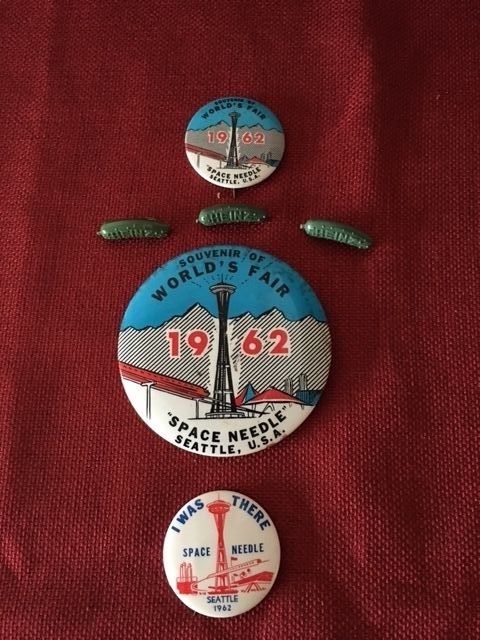 SOUVENIR OF
WORLD'S FAIR
1962
"SPACE NEEDLE"
SEATTLE, U.S.A.
HEINZ
HEINZ
HEINZ
SOUVENIR OF
WORLD'S FAIR
1962
"SPACE NEEDLE"
SEATTLE, U.S.A.
I WAS THERE
SPACE NEEDLE
SEATTLE
1962